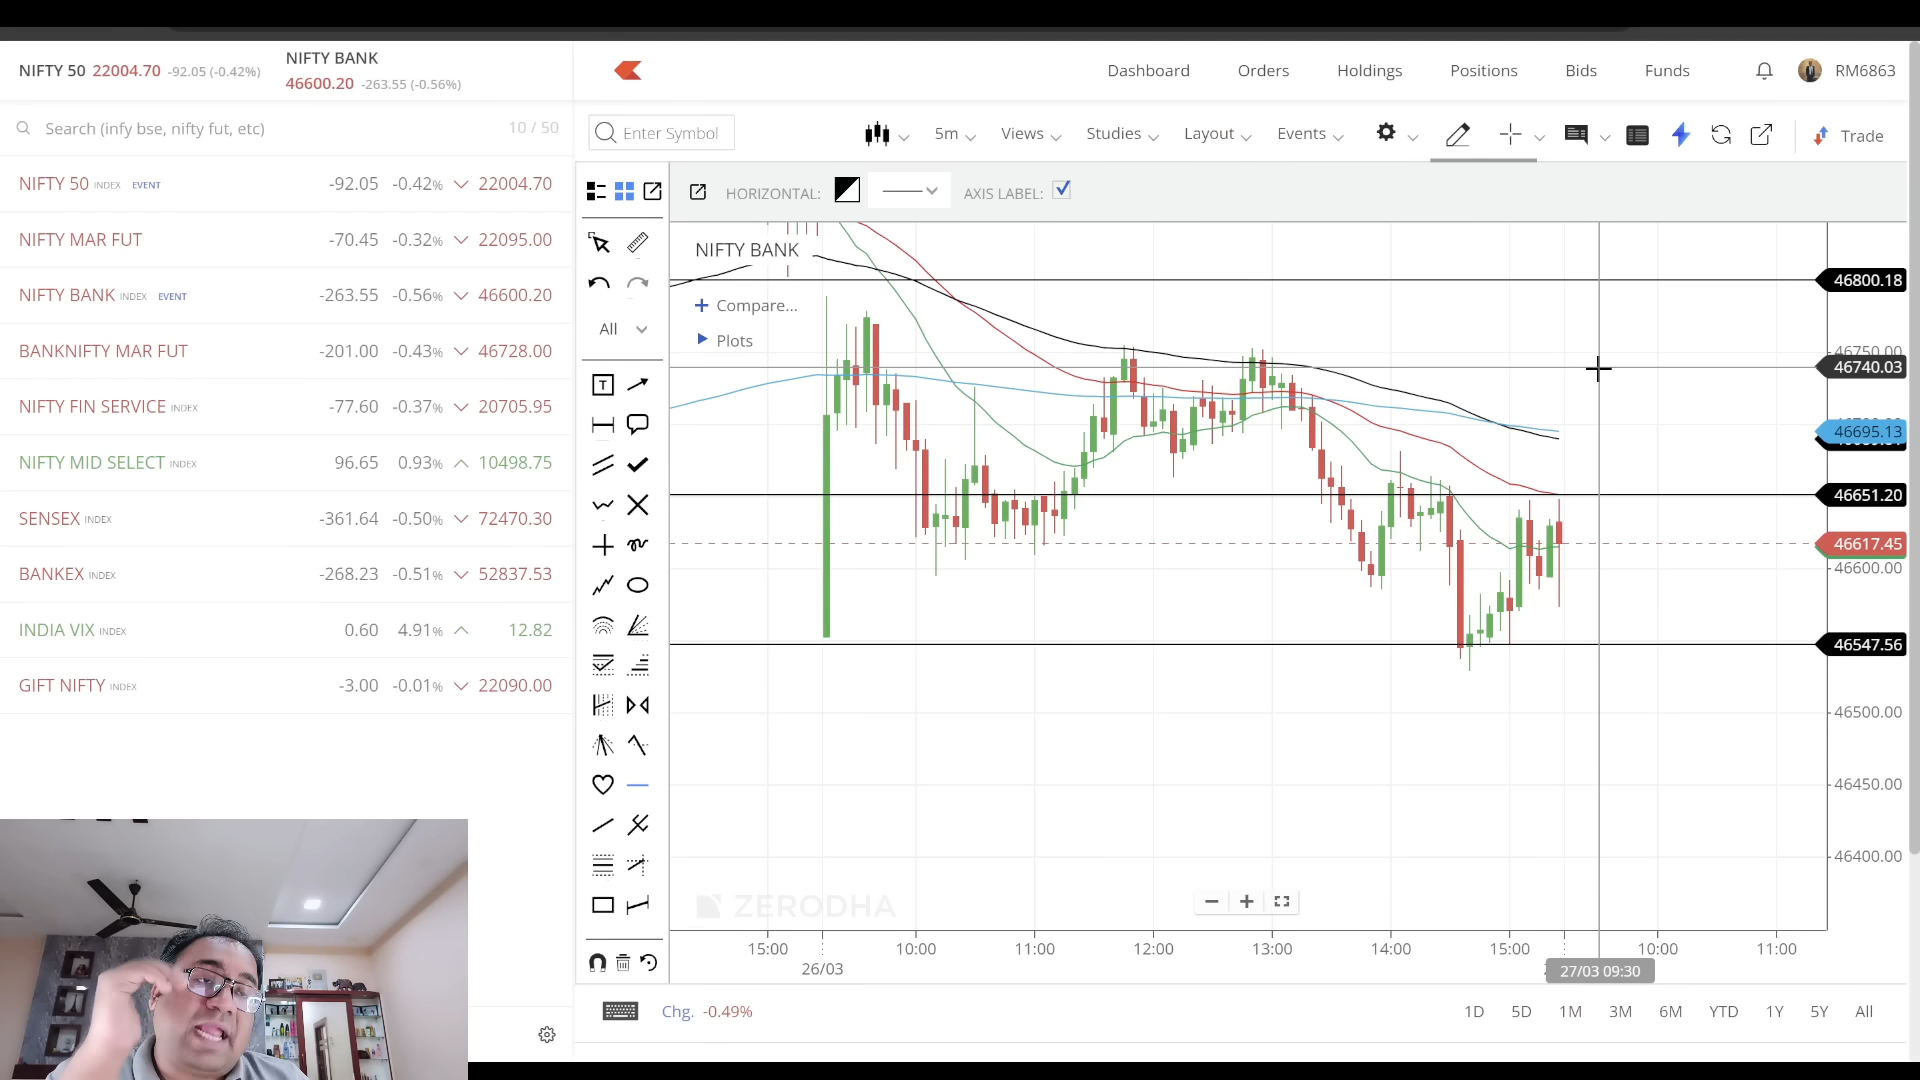 NIFTY 50 22004.70 -92.05 (-0.42%)
NIFTY BANK
46600.20 -263.55 (-0.56%)
Dashboard Orders Holdings Positions Bids Funds RM6863
Search (infy bse, nifty fut, etc) 10 / 50
Enter Symbol 5m Views Studies Layout Events Trade
NIFTY 50 INDEX EVENT -92.05 -0.42% 22004.70
NIFTY MAR FUT -70.45 -0.32% 22095.00
NIFTY BANK INDEX EVENT -263.55 -0.56% 46600.20
BANKNIFTY MAR FUT -201.00 -0.43% 46728.00
NIFTY FIN SERVICE INDEX -77.60 -0.37% 20705.95
NIFTY MID SELECT INDEX 96.65 0.93% 10498.75
SENSEX INDEX -361.64 -0.50% 72470.30
BANKEX INDEX -268.23 -0.51% 52837.53
INDIA VIX INDEX 0.60 4.91% 12.82
GIFT NIFTY INDEX -3.00 -0.01% 22090.00
HORIZONTAL: AXIS LABEL:
All
T
NIFTY BANK
Compare...
Plots
46800.18
46750.00
46740.03
46695.13
46651.20
46617.45
46600.00
46547.56
46500.00
46450.00
46400.00
ZERODHA
15:00 10:00 11:00 12:00 13:00 14:00 15:00 10:00 11:00
26/03
27/03 09:30
Chg. -0.49%
1D 5D 1M 3M 6M YTD 1Y 5Y All